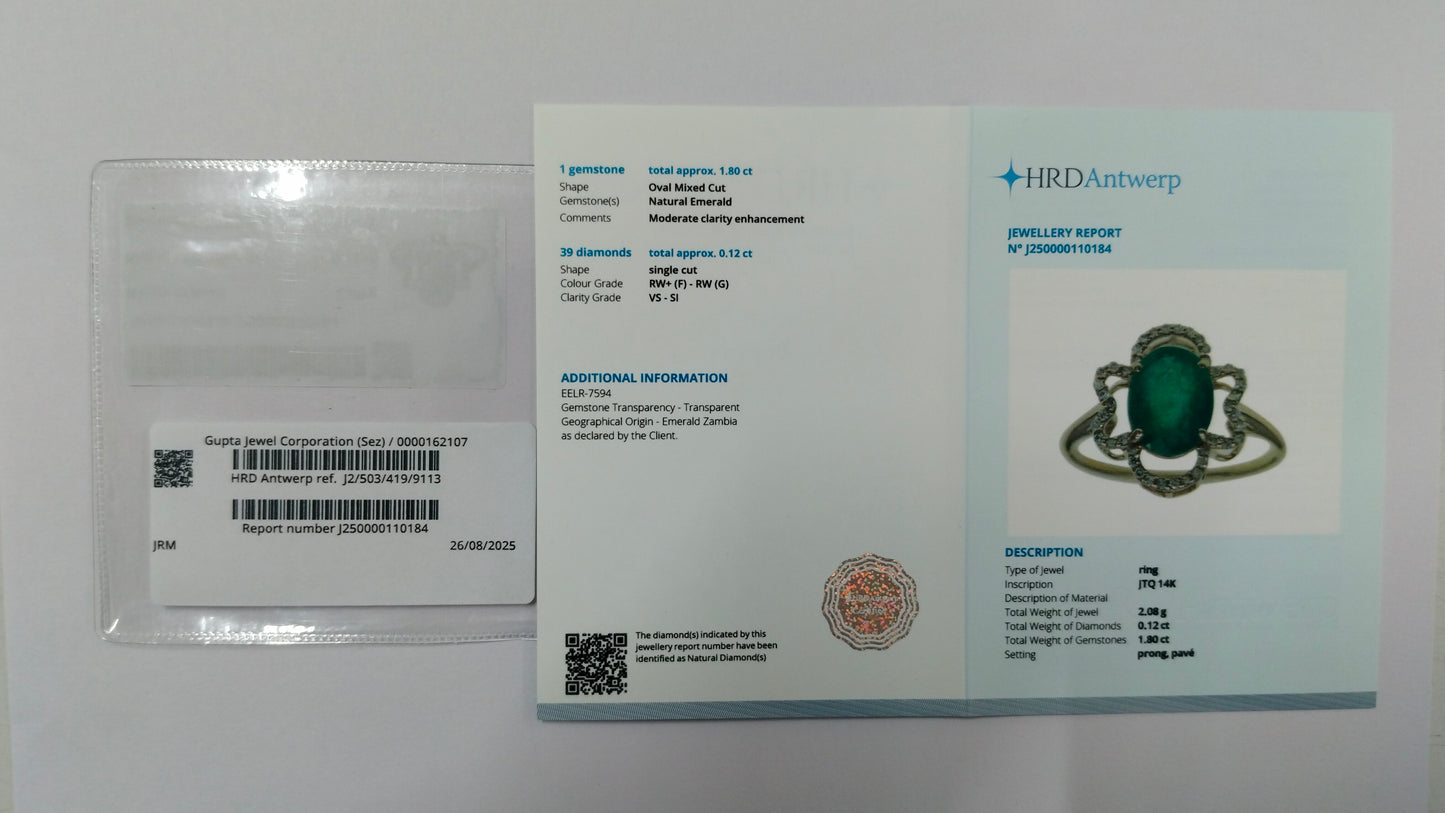 Gupta Jewel Corporation (Sez) / 0000162107
HRD Antwerp ref. J2/503/419/9113
Report number J250000110184
JRM 26/08/2025
1 gemstone total approx. 1.80 ct
Shape Oval Mixed Cut
Gemstone(s) Natural Emerald
Comments Moderate clarity enhancement
39 diamonds total approx. 0.12 ct
Shape single cut
Colour Grade RW+ (F) - RW (G)
Clarity Grade VS - SI
ADDITIONAL INFORMATION
EELR-7594
Gemstone Transparency - Transparent
Geographical Origin - Emerald Zambia
as declared by the Client.
The diamond(s) indicated by this
jewellery report number have been
identified as Natural Diamond(s)
HRDAntwerp
JEWELLERY REPORT
N° J250000110184
DESCRIPTION
Type of Jewel ring
Inscription JTQ 14K
Description of Material
Total Weight of Jewel 2.08 g
Total Weight of Diamonds 0.12 ct
Total Weight of Gemstones 1.80 ct
Setting prong, pavé